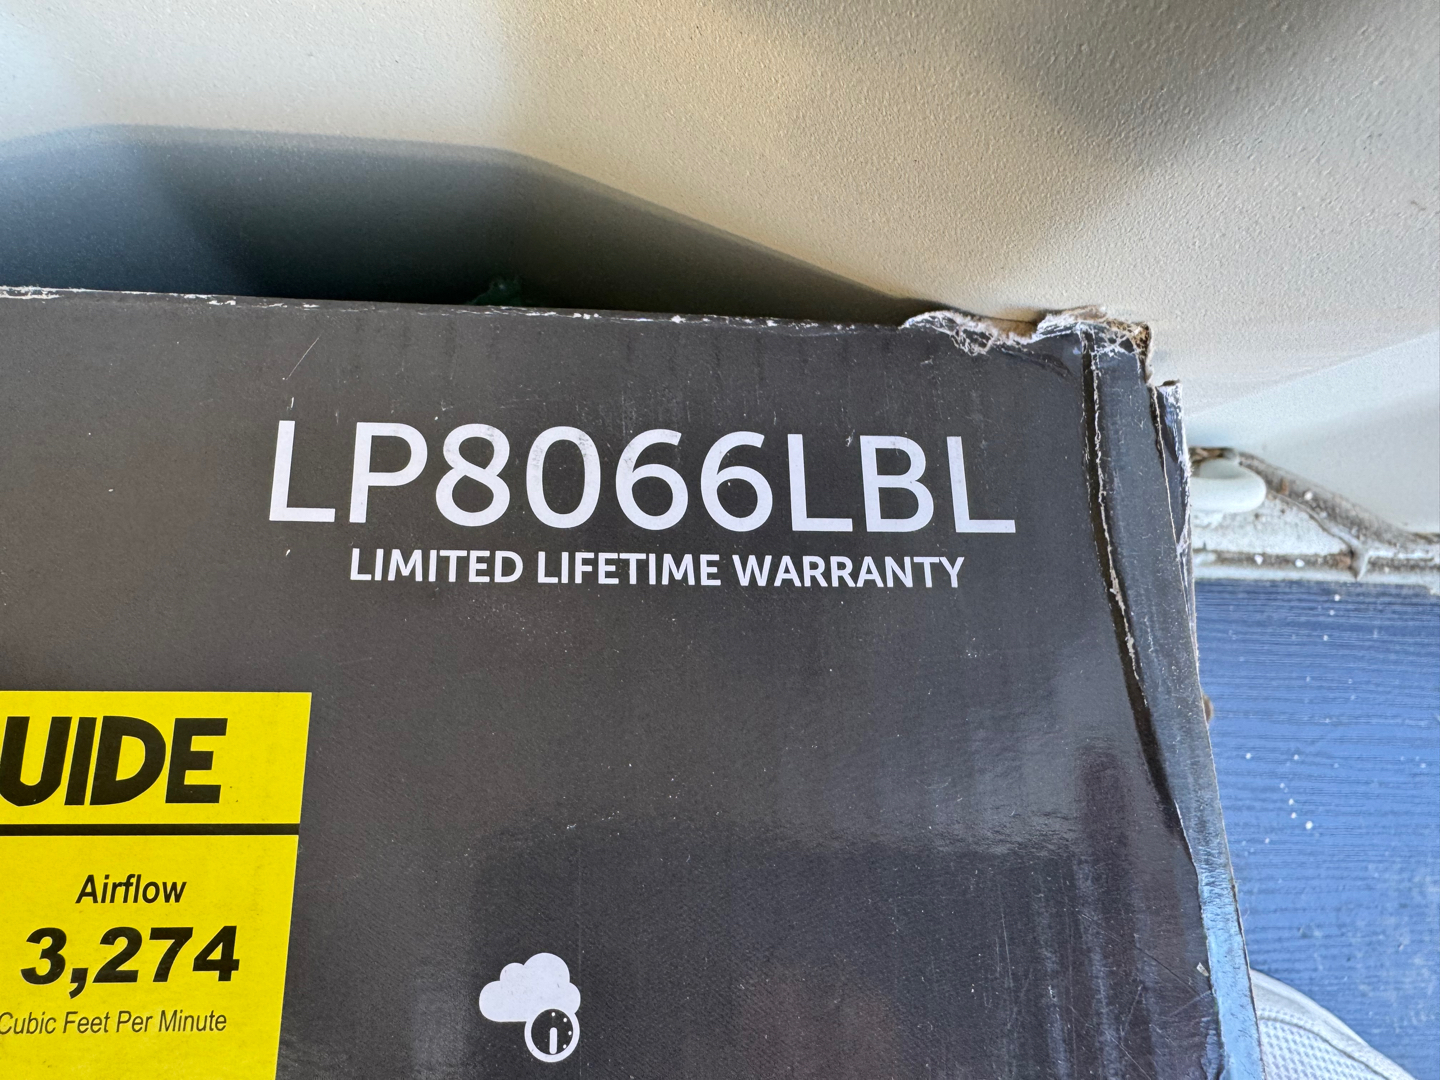 LP8066LBL
LIMITED LIFETIME WARRANTY
UIDE
Airflow
3,274
Cubic Feet Per Minute